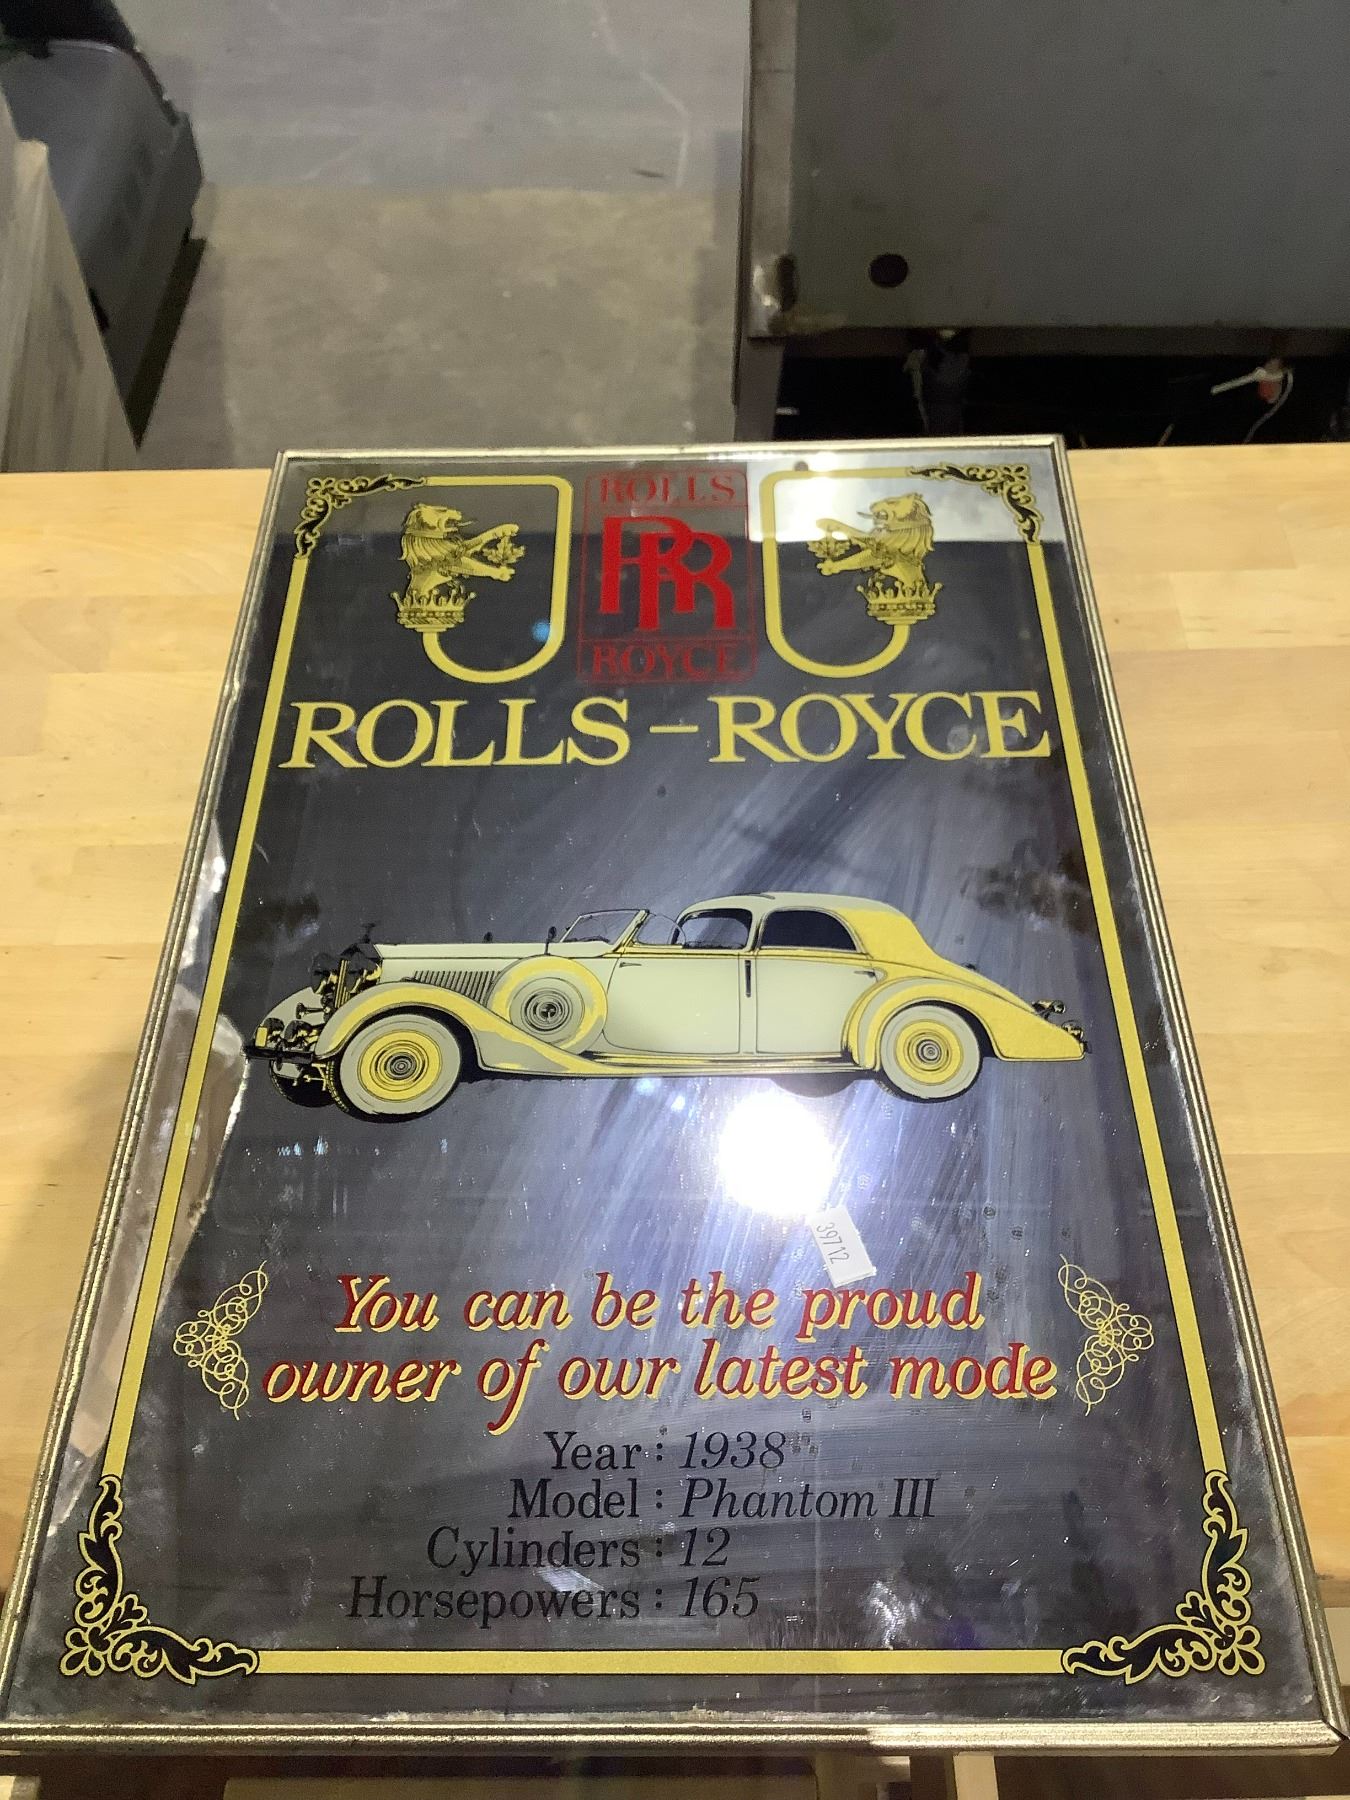 ROLLS
RR
ROYCE
ROLLS-ROYCE
39712
You can be the proud
owner of owr latest mode
Year : 1938
Model : Phantom III
Cylinders : 12
Horsepowers : 165